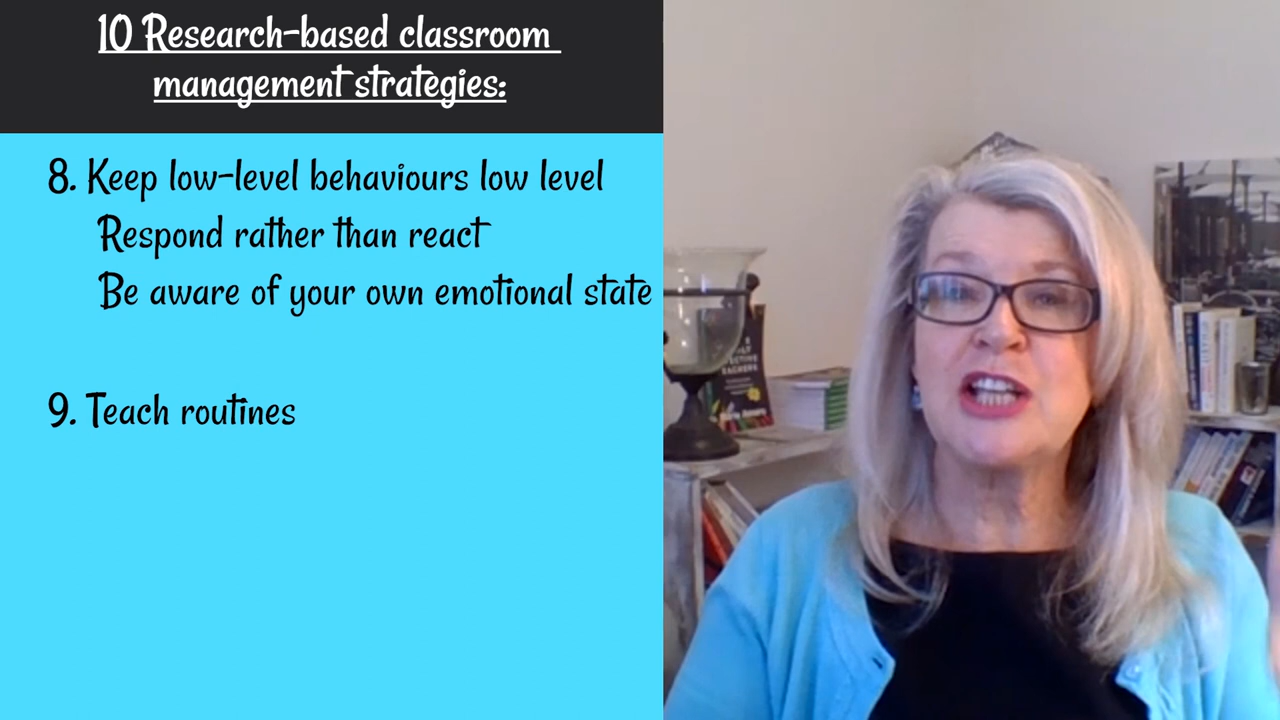 10 Research-based classroom
management strategies:
8. Keep low-level behaviours low level
Respond rather than react
Be aware of your own emotional state
9. Teach routines